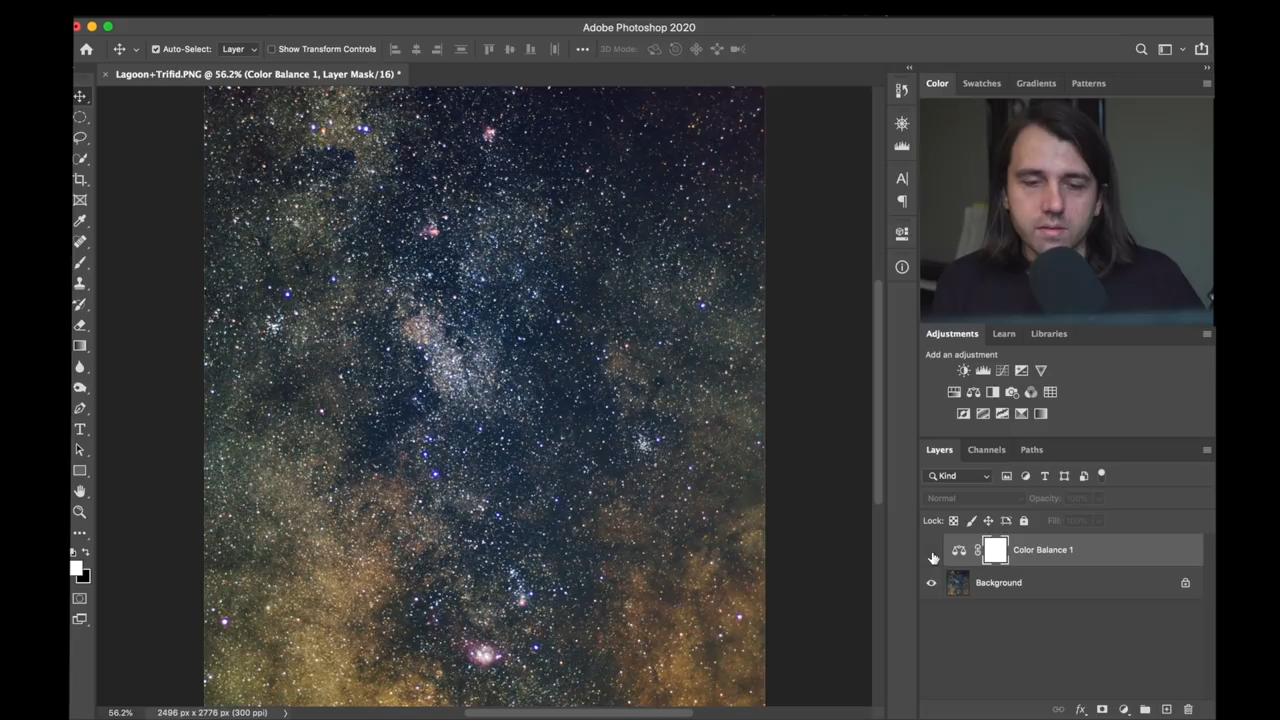 Adobe Photoshop 2020
Auto-Select: Layer Show Transform Controls 3D Mode:
Lagoon+Trifid.PNG @ 56.2% (Color Balance 1, Layer Mask/16) *
Color Swatches Gradients Patterns
Adjustments Learn Libraries
Add an adjustment
Layers Channels Paths
Kind
Normal Opacity: 100%
Lock: Fill: 100%
Color Balance 1
Background
56.2% 2496 px x 2776 px (300 ppi)